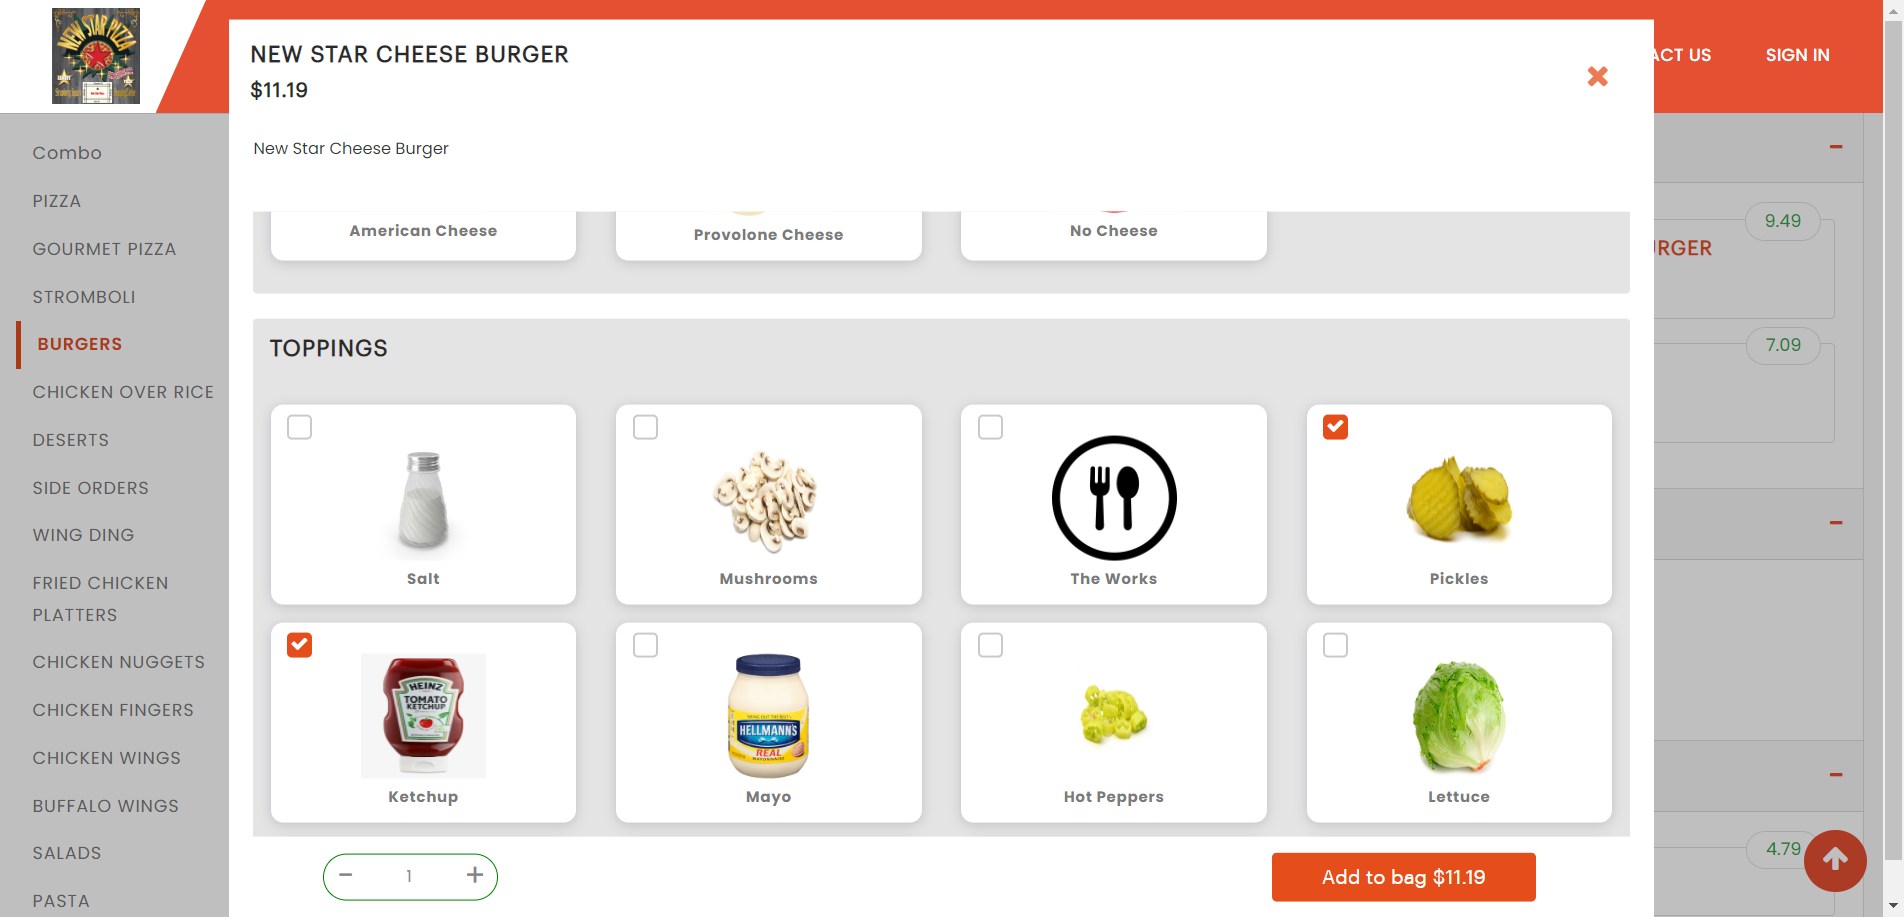 NEW STAR PIZZA
ACT US
SIGN IN
NEW STAR CHEESE BURGER
$11.19
New Star Cheese Burger
Combo
PIZZA
GOURMET PIZZA
STROMBOLI
BURGERS
CHICKEN OVER RICE
DESERTS
SIDE ORDERS
WING DING
FRIED CHICKEN
PLATTERS
CHICKEN NUGGETS
CHICKEN FINGERS
CHICKEN WINGS
BUFFALO WINGS
SALADS
PASTA
American Cheese
Provolone Cheese
No Cheese
TOPPINGS
Salt
Mushrooms
The Works
Pickles
HEINZ
TOMATO
KETCHUP
Ketchup
HELLMANN'S
REAL
MAYONNAISE
Mayo
Hot Peppers
Lettuce
1
Add to bag $11.19
9.49
RGER
7.09
4.79